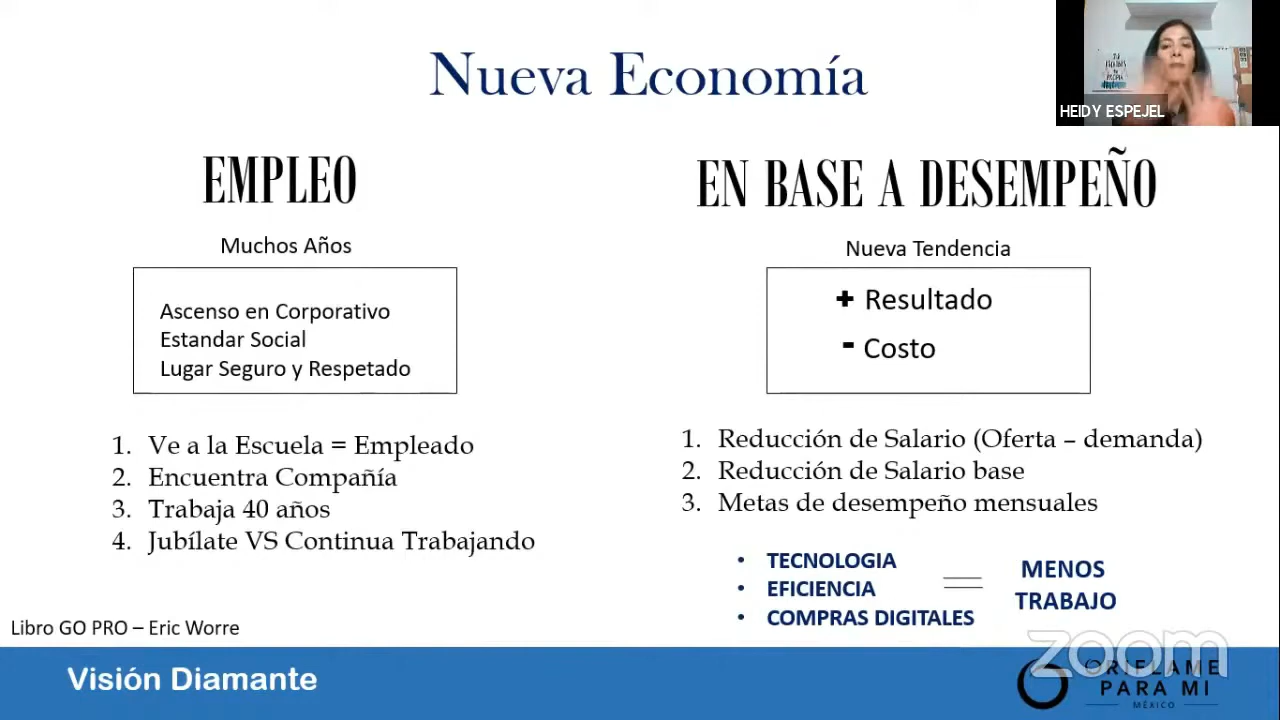 Nueva Economía
HEIDY ESPEJEL
EMPLEO
Muchos Años
Ascenso en Corporativo
Estandar Social
Lugar Seguro y Respetado
1. Ve a la Escuela = Empleado
2. Encuentra Compañía
3. Trabaja 40 años
4. Jubílate VS Continua Trabajando
EN BASE A DESEMPEÑO
Nueva Tendencia
+ Resultado
- Costo
1. Reducción de Salario (Oferta – demanda)
2. Reducción de Salario base
3. Metas de desempeño mensuales
• TECNOLOGIA
• EFICIENCIA
• COMPRAS DIGITALES
MENOS
TRABAJO
Libro GO PRO – Eric Worre
Visión Diamante
zoom
ORIFLAME
PARA MI
MÉXICO